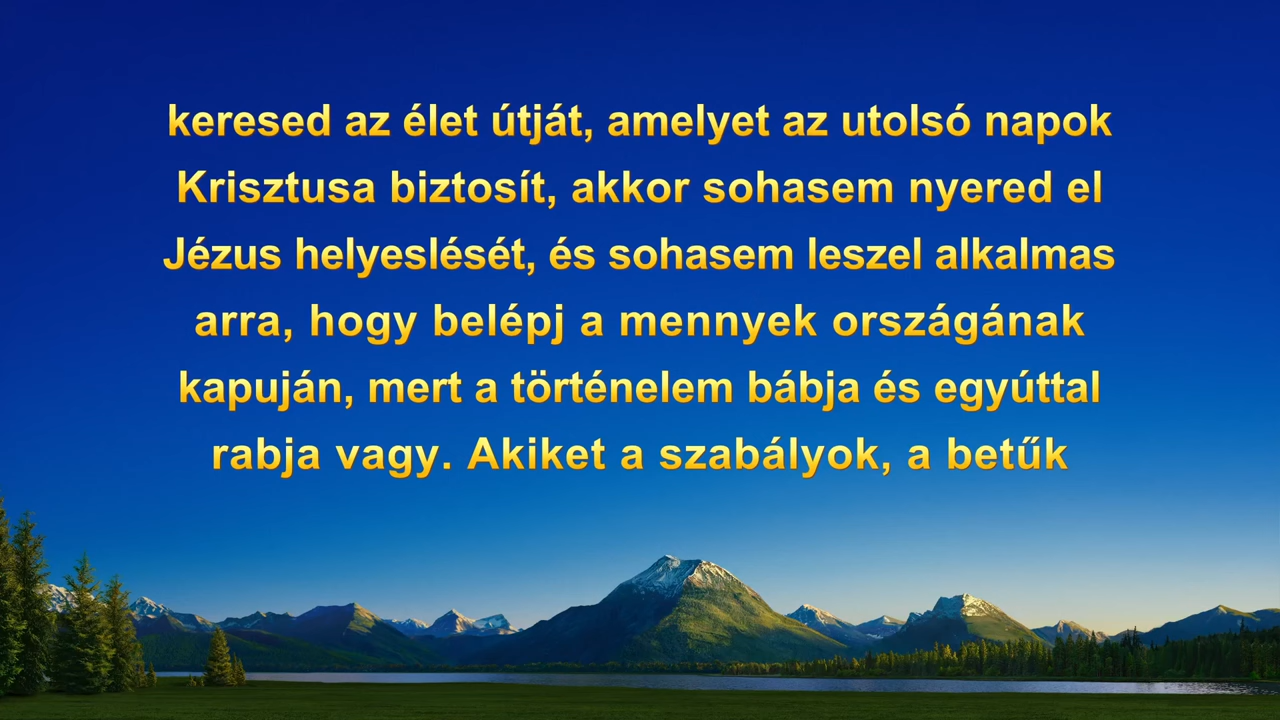 keresed az élet útját, amelyet az utolsó napok
Krisztusa biztosít, akkor sohasem nyered el
Jézus helyeslését, és sohasem leszel alkalmas
arra, hogy belépj a mennyek országának
kapuján, mert a történelem bábja és egyúttal
rabja vagy. Akiket a szabályok, a betűk